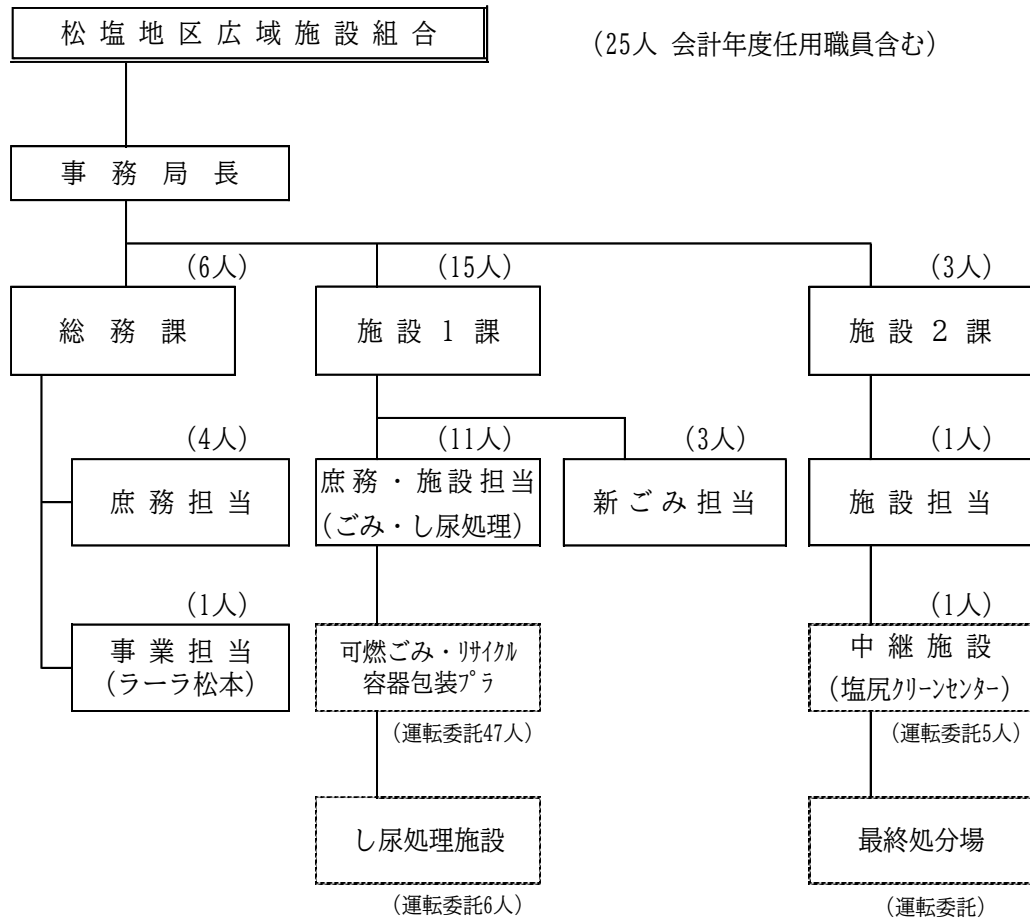 松塩地区広域施設組合
（25人 会計年度任用職員含む）
事務局長
（6人）
（15人）
（3人）
総務課
施設１課
施設２課
（4人）
（11人）
（3人）
（1人）
庶務担当
庶務・施設担当
（ごみ・し尿処理）
新ごみ担当
施設担当
（1人）
（1人）
事業担当
（ラーラ松本）
可燃ごみ・ﾘｻｲｸﾙ
容器包装ﾌﾟﾗ
中継施設
（塩尻ｸﾘｰﾝｾﾝﾀｰ）
（運転委託47人）
（運転委託5人）
し尿処理施設
最終処分場
（運転委託6人）
（運転委託）